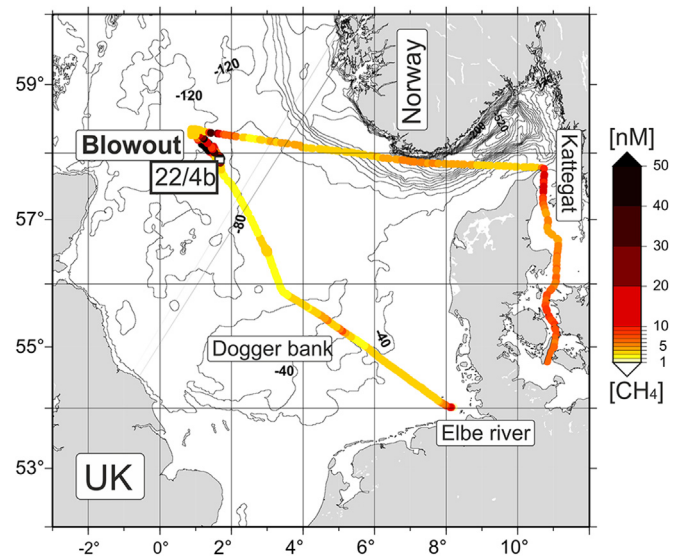 59°
57°
55°
53°
-2°
0°
2°
4°
6°
8°
10°
-120
-120
Norway
Blowout
22/4b
-80
Kattegat
Dogger bank
-40
-40
Elbe river
UK
[nM]
50
40
30
20
10
5
1
[CH₄]